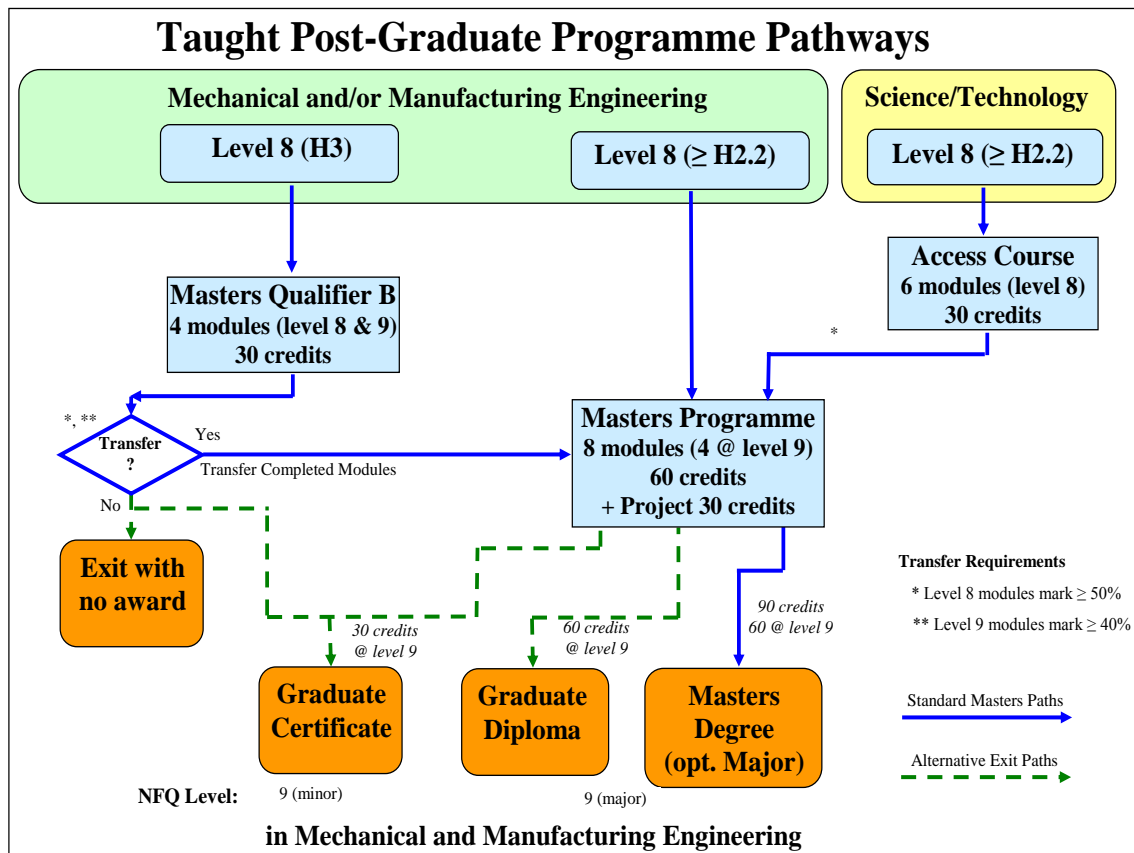 Taught Post-Graduate Programme Pathways
Mechanical and/or Manufacturing Engineering
Science/Technology
Level 8 (H3)
Level 8 (≥ H2.2)
Level 8 (≥ H2.2)
Access Course
6 modules (level 8)
30 credits
Masters Qualifier B
4 modules (level 8 & 9)
30 credits
*
*, **
Transfer
?
Yes
Transfer Completed Modules
No
Masters Programme
8 modules (4 @ level 9)
60 credits
+ Project 30 credits
Exit with
no award
30 credits
@ level 9
60 credits
@ level 9
90 credits
60 @ level 9
Transfer Requirements
* Level 8 modules mark ≥ 50%
** Level 9 modules mark ≥ 40%
Graduate
Certificate
Graduate
Diploma
Masters
Degree
(opt. Major)
Standard Masters Paths
Alternative Exit Paths
NFQ Level:
9 (minor)
9 (major)
in Mechanical and Manufacturing Engineering